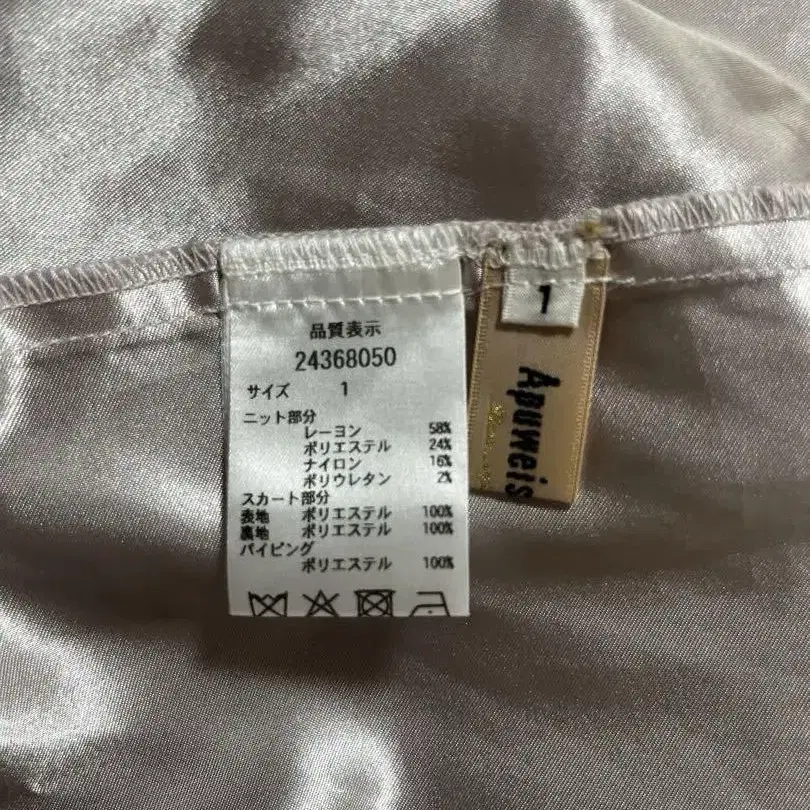 品質表示
24368050
サイズ 1
ニット部分
レーヨン 58%
ポリエステル 24%
ナイロン 16%
ポリウレタン 2%
スカート部分
表地 ポリエステル 100%
裏地 ポリエステル 100%
パイピング
ポリエステル 100%
1
Apuweis